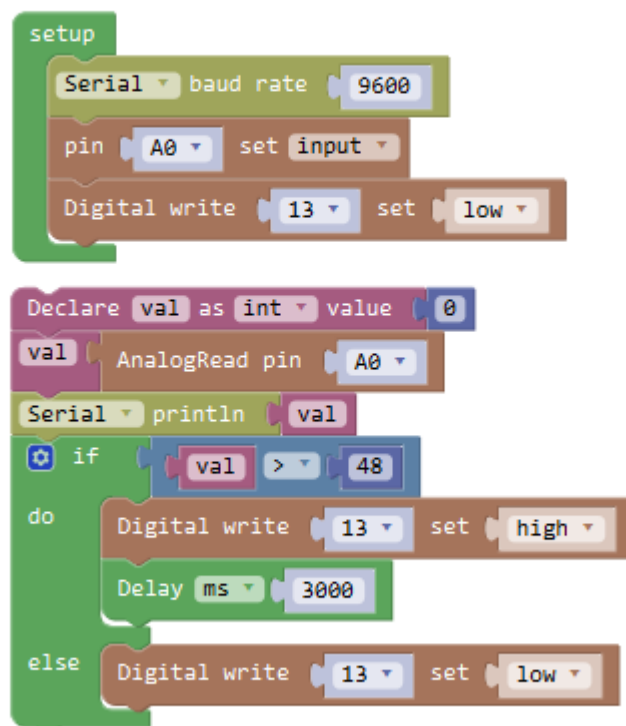 setup
Serial baud rate 9600
pin A0 set input
Digital write 13 set low
Declare val as int value 0
val AnalogRead pin A0
Serial println val
if val > 48
do Digital write 13 set high
Delay ms 3000
else Digital write 13 set low